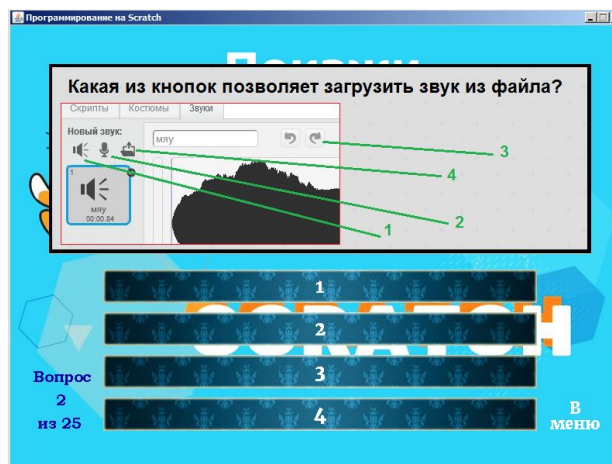 Программирование на Scratch
Какая из кнопок позволяет загрузить звук из файла?
Скрипты Костюмы Звуки
Новый звук:
мяу
1
мяу
00:00.84
3
4
2
1
1
2
3
4
SCRATCH
Вопрос
2
из 25
В
меню